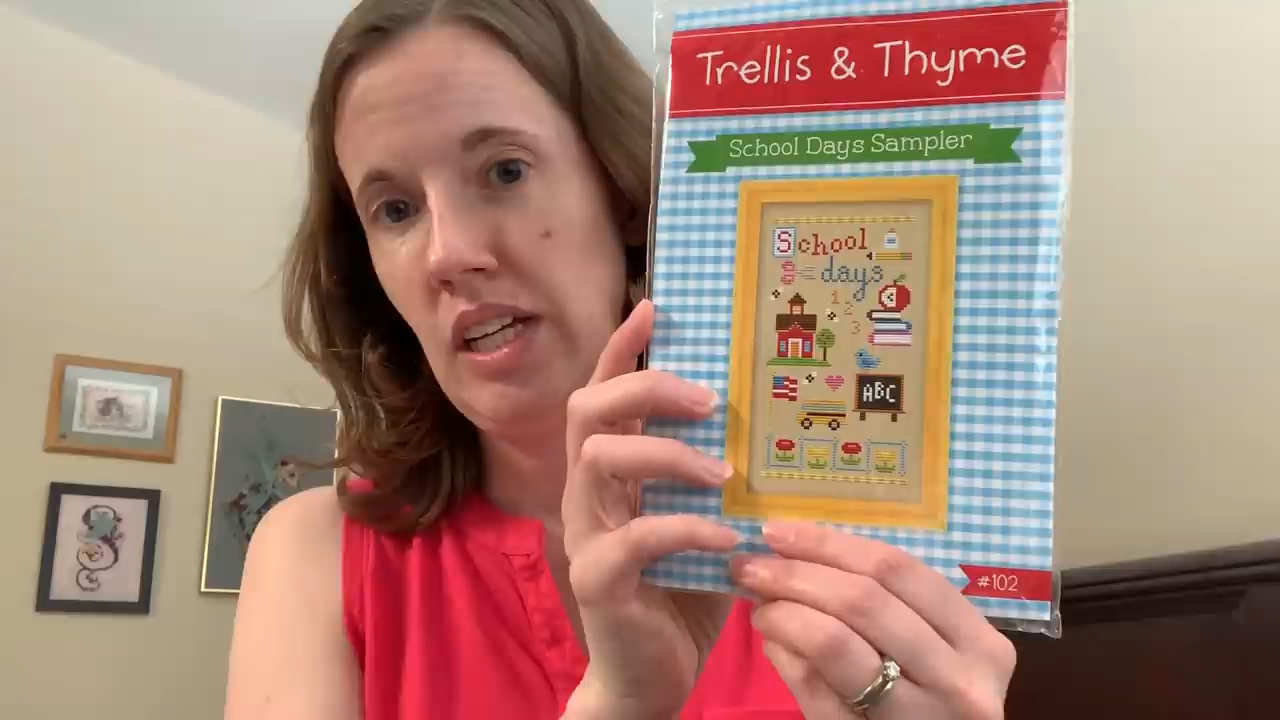 Trellis & Thyme
School Days Sampler
School
days
1
2
3
ABC
#102